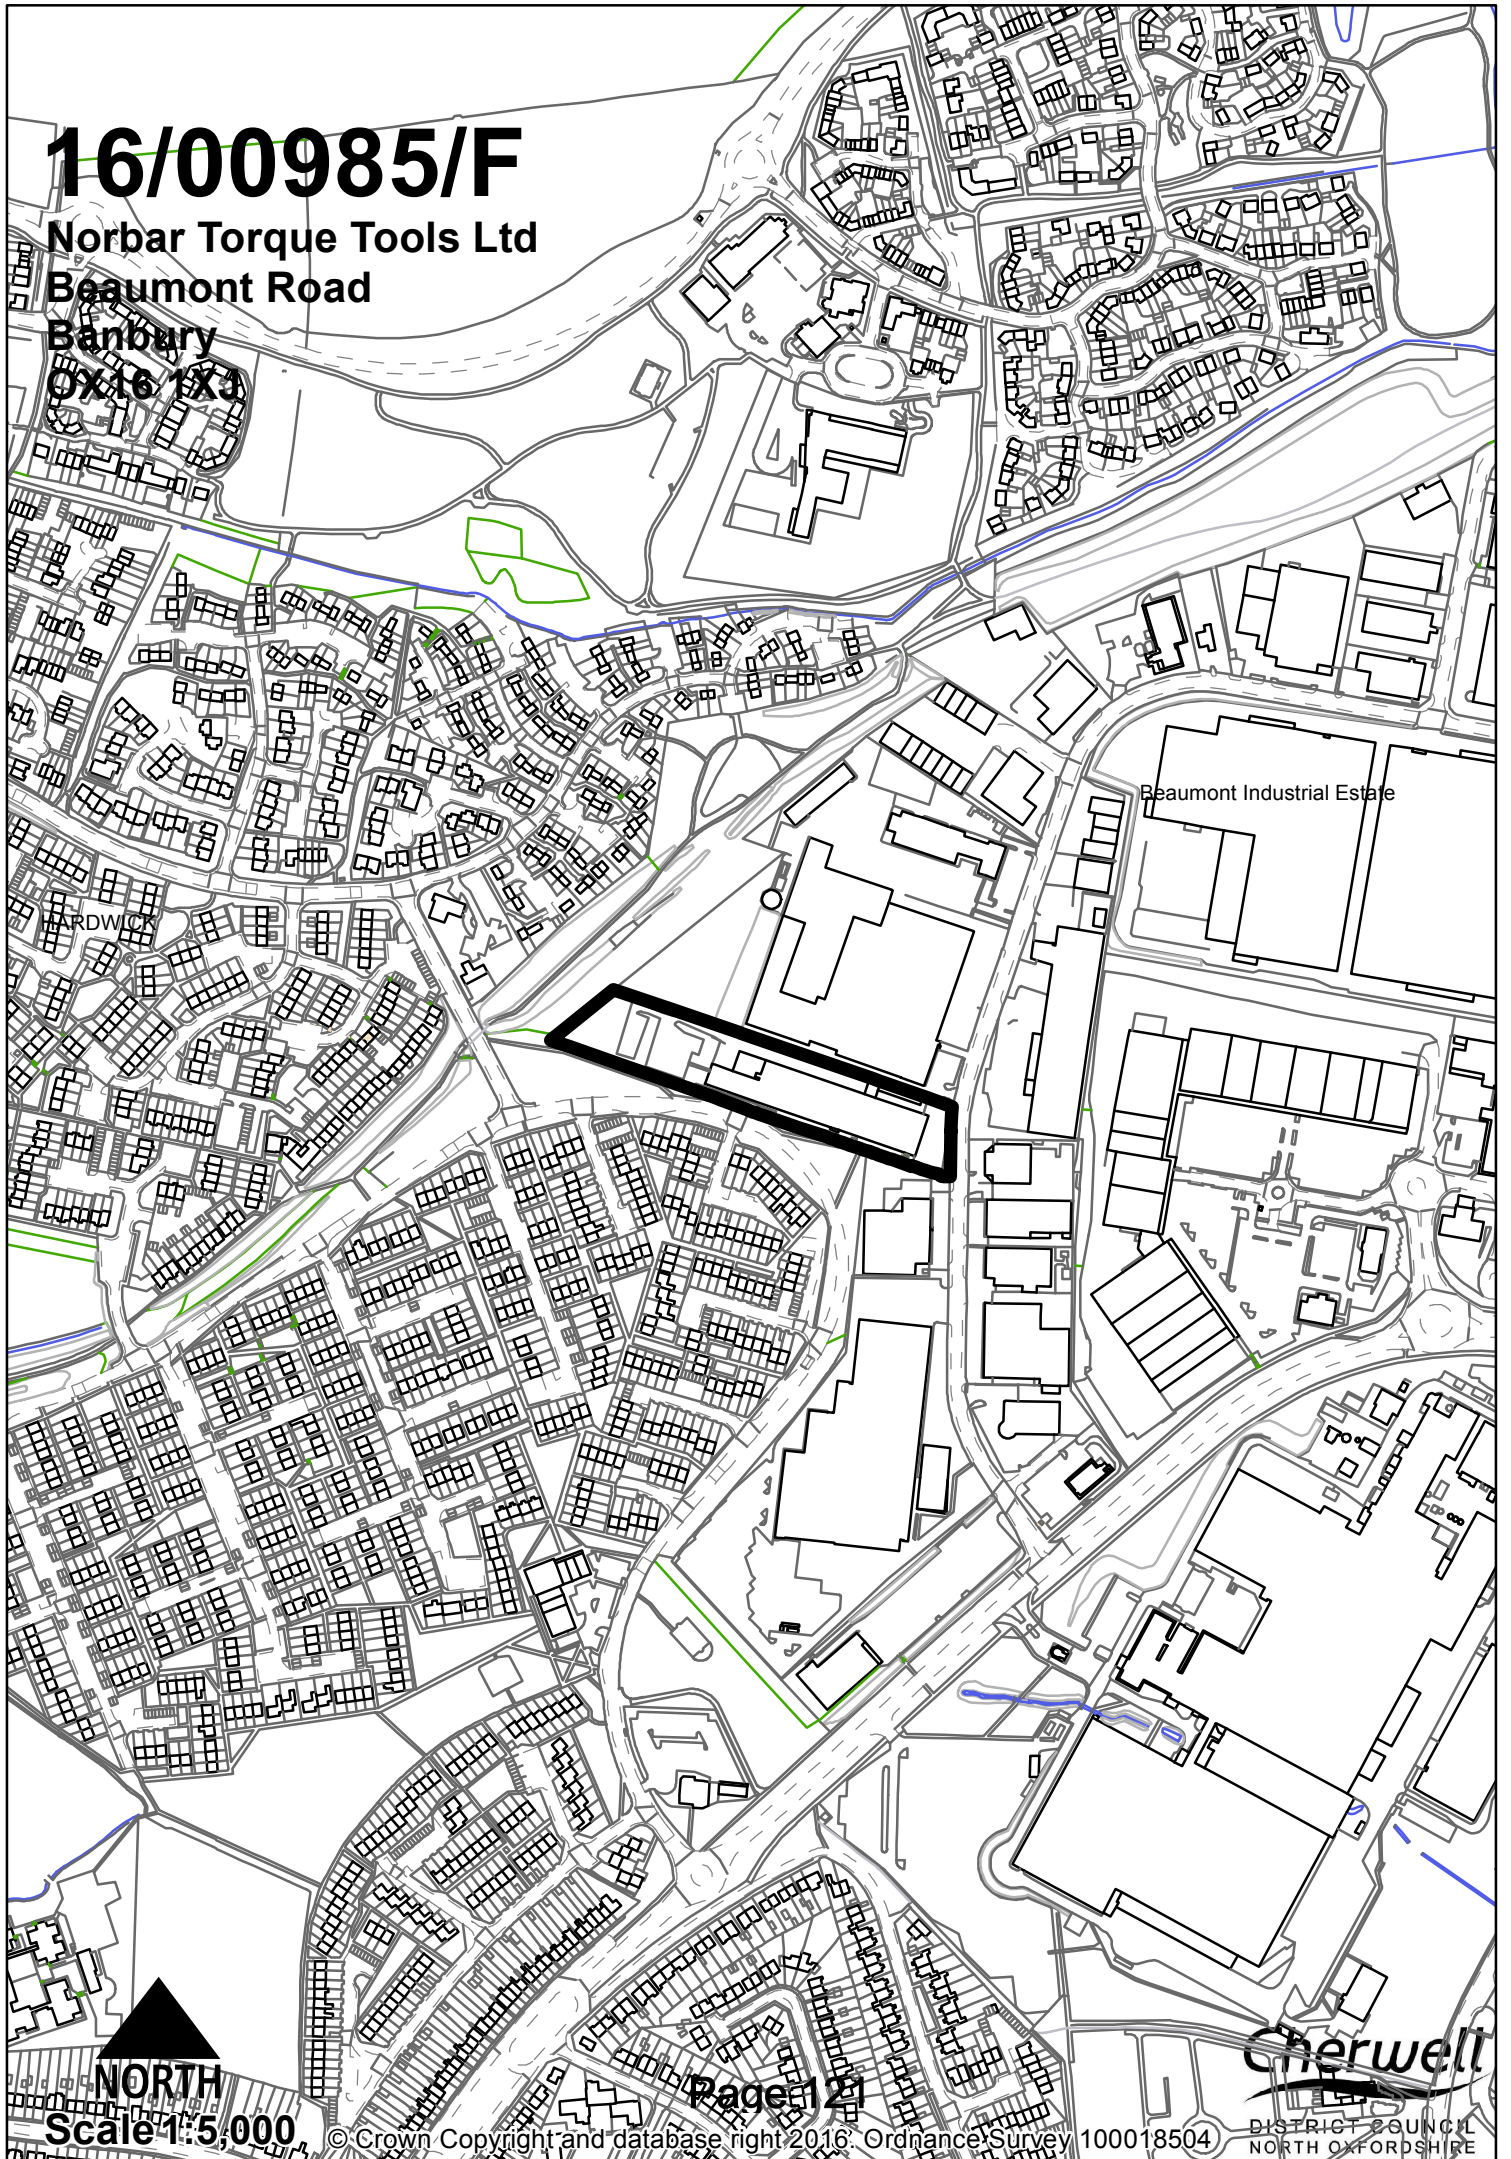 16/00985/F
Norbar Torque Tools Ltd
Beaumont Road
Banbury
OX16 1XJ
Beaumont Industrial Estate
HARDWICK
NORTH
Scale 1:5,000
Page 121
© Crown Copyright and database right 2016. Ordnance Survey 100018504
Cherwell
DISTRICT COUNCIL
NORTH OXFORDSHIRE